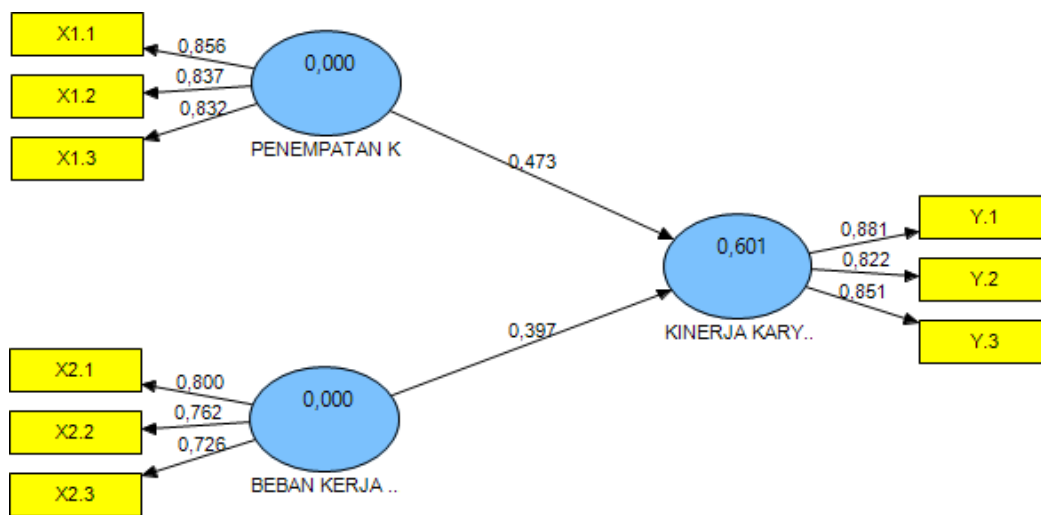 X1.1
0,856
X1.2
0,837
X1.3
0,832
0,000
PENEMPATAN K
0,473
X2.1
0,800
X2.2
0,762
X2.3
0,726
0,000
BEBAN KERJA ..
0,397
0,601
KINERJA KARY..
0,881
Y.1
0,822
Y.2
0,851
Y.3